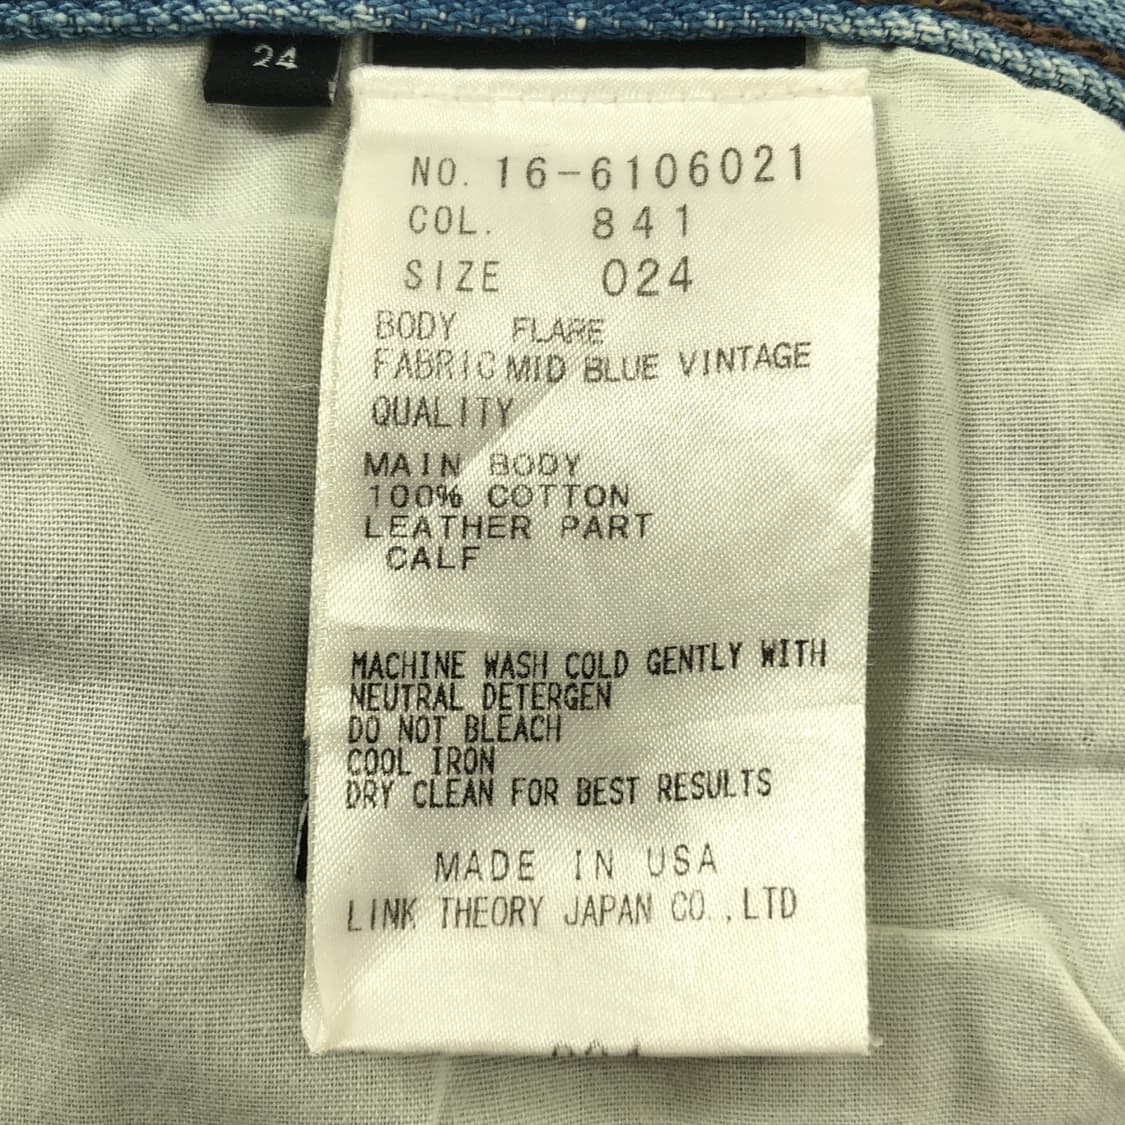 24
NO. 16-6106021
COL. 841
SIZE 024
BODY FLARE
FABRIC MID BLUE VINTAGE
QUALITY
MAIN BODY
100% COTTON
LEATHER PART
CALF
MACHINE WASH COLD GENTLY WITH
NEUTRAL DETERGEN
DO NOT BLEACH
COOL IRON
DRY CLEAN FOR BEST RESULTS
MADE IN USA
LINK THEORY JAPAN CO.,LTD